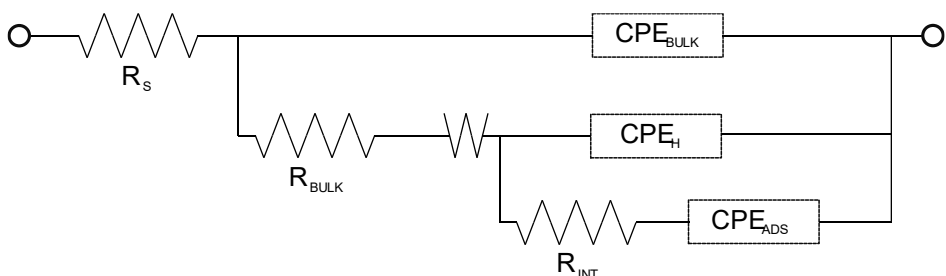 CPE_BULK
R_S
CPE_H
R_BULK
CPE_ADS
R_INT